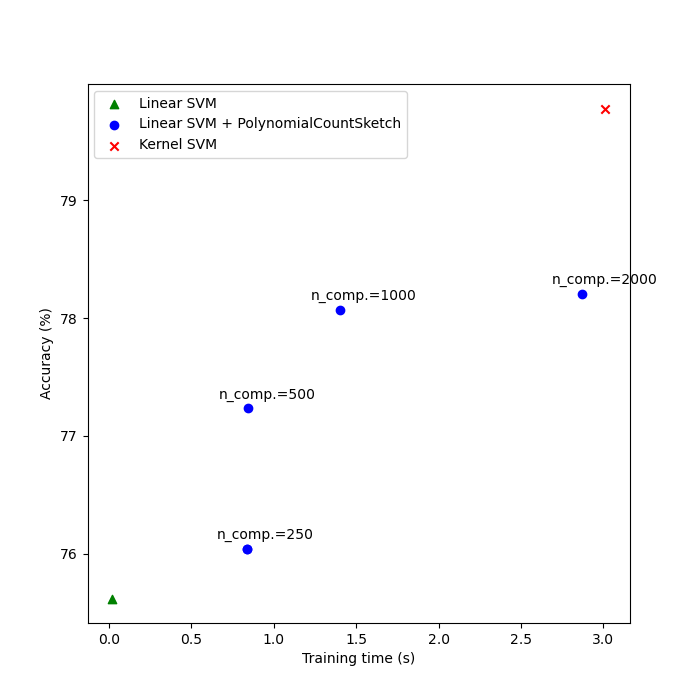 Linear SVM
Linear SVM + PolynomialCountSketch
Kernel SVM
79
n_comp.=2000
n_comp.=1000
78
Accuracy (%)
n_comp.=500
77
n_comp.=250
76
0.0 0.5 1.0 1.5 2.0 2.5 3.0
Training time (s)